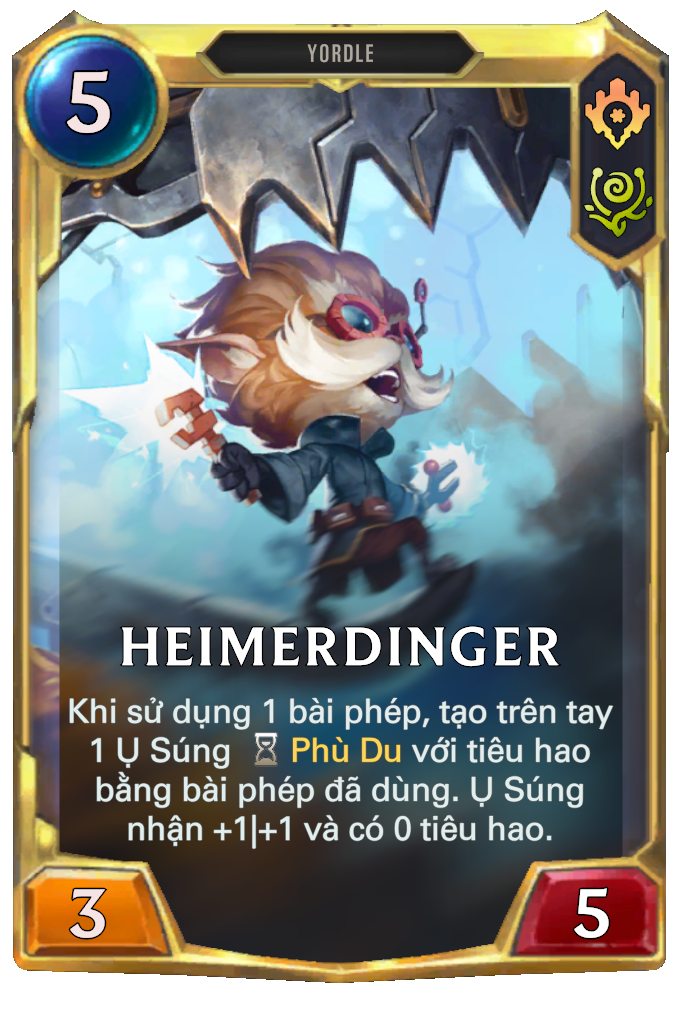 YORDLE
5
HEIMERDINGER
Khi sử dụng 1 bài phép, tạo trên tay
1 Ụ Súng Phù Du với tiêu hao
bằng bài phép đã dùng. Ụ Súng
nhận +1|+1 và có 0 tiêu hao.
3
5